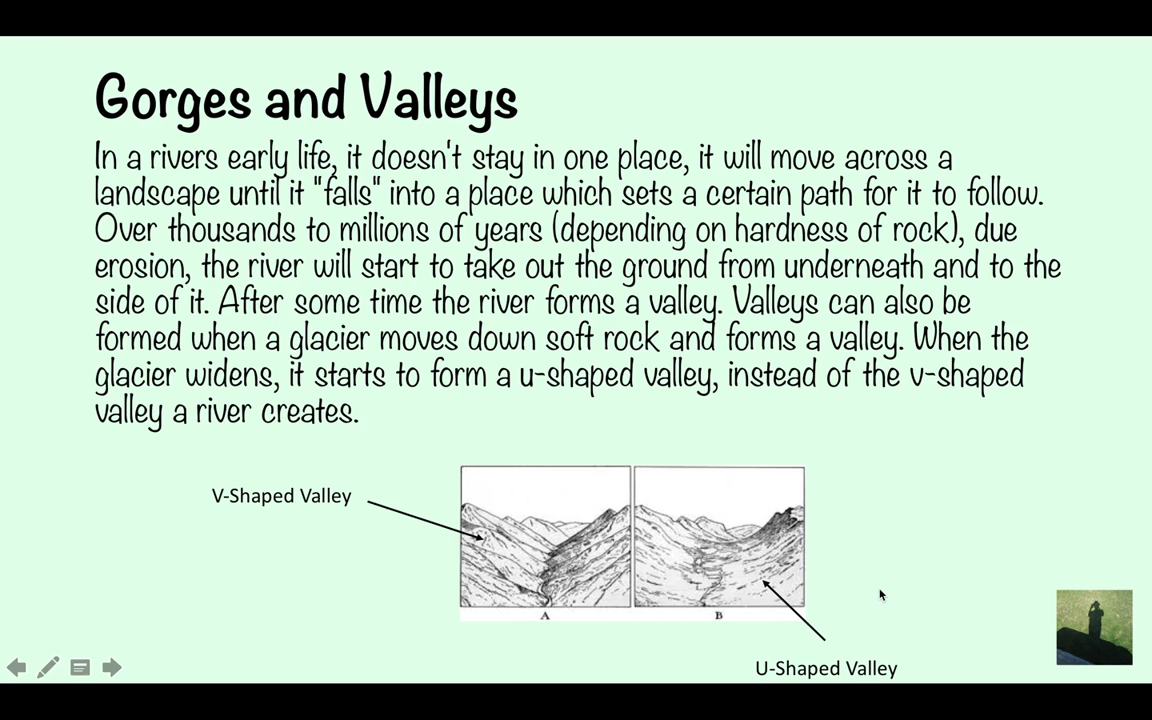 Gorges and Valleys
In a rivers early life, it doesn't stay in one place, it will move across a
landscape until it "falls" into a place which sets a certain path for it to follow.
Over thousands to millions of years (depending on hardness of rock), due
erosion, the river will start to take out the ground from underneath and to the
side of it. After some time the river forms a valley. Valleys can also be
formed when a glacier moves down soft rock and forms a valley. When the
glacier widens, it starts to form a u-shaped valley, instead of the v-shaped
valley a river creates.
V-Shaped Valley
A
B
U-Shaped Valley